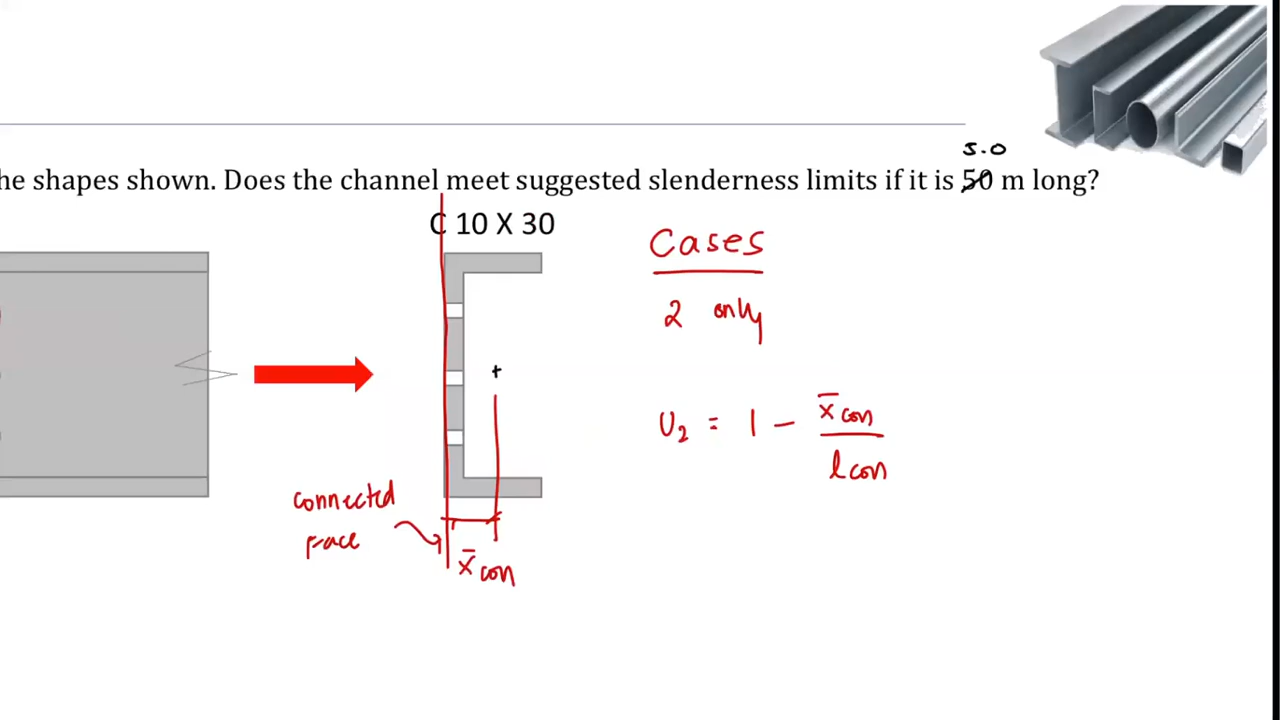 5.0
he shapes shown. Does the channel meet suggested slenderness limits if it is 50 m long?
C 10 X 30
Cases
2 only
U₂ = 1 - x̄con / lcon
connected
face
x̄con